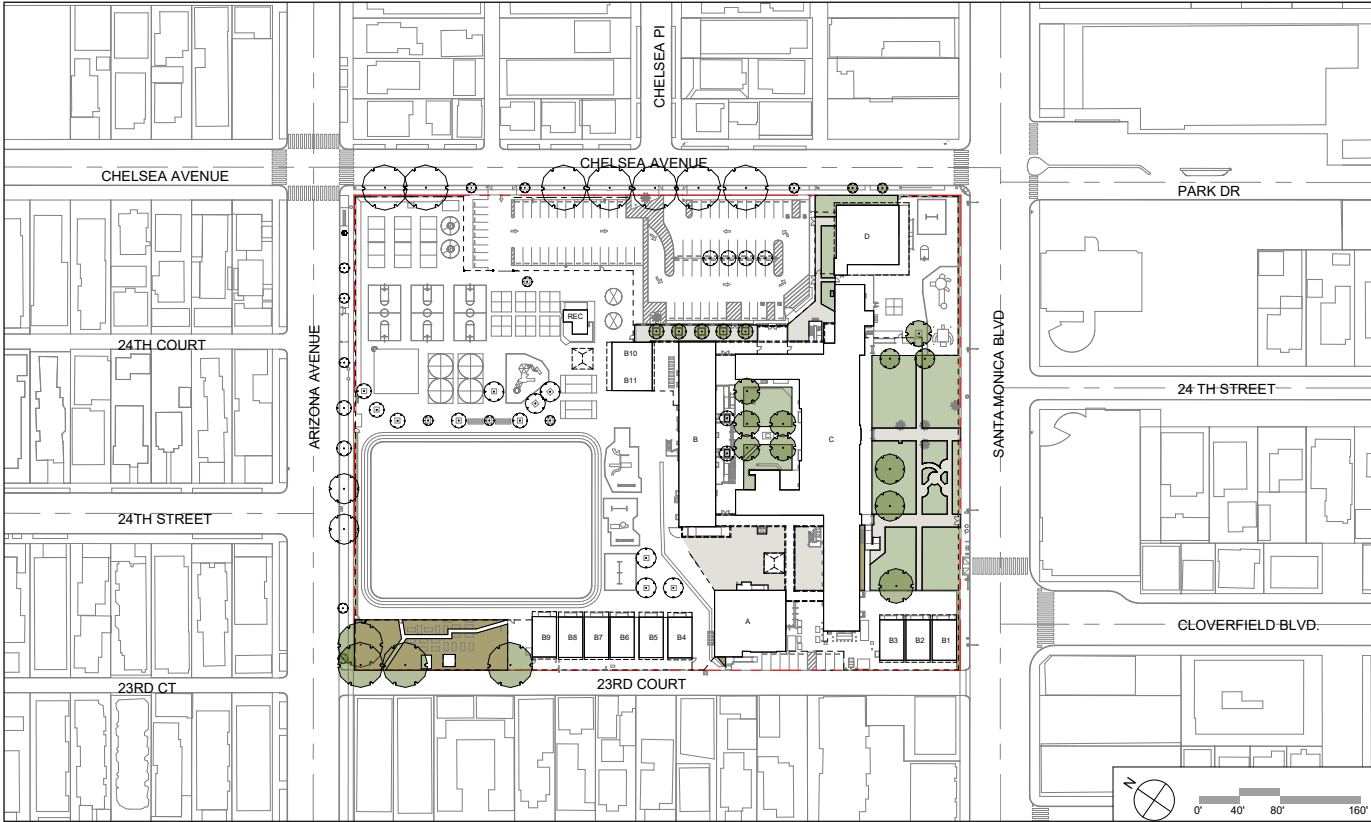 CHELSEA Pl
CHELSEA AVENUE
CHELSEA AVENUE
PARK DR
D
REC
24TH COURT
ARIZONA AVENUE
B10
B11
SANTA MONICA BLVD
24 TH STREET
B
C
24TH STREET
A
B9 B8 B7 B6 B5 B4
B3 B2 B1
CLOVERFIELD BLVD.
23RD CT
23RD COURT
N
0' 40' 80' 160'